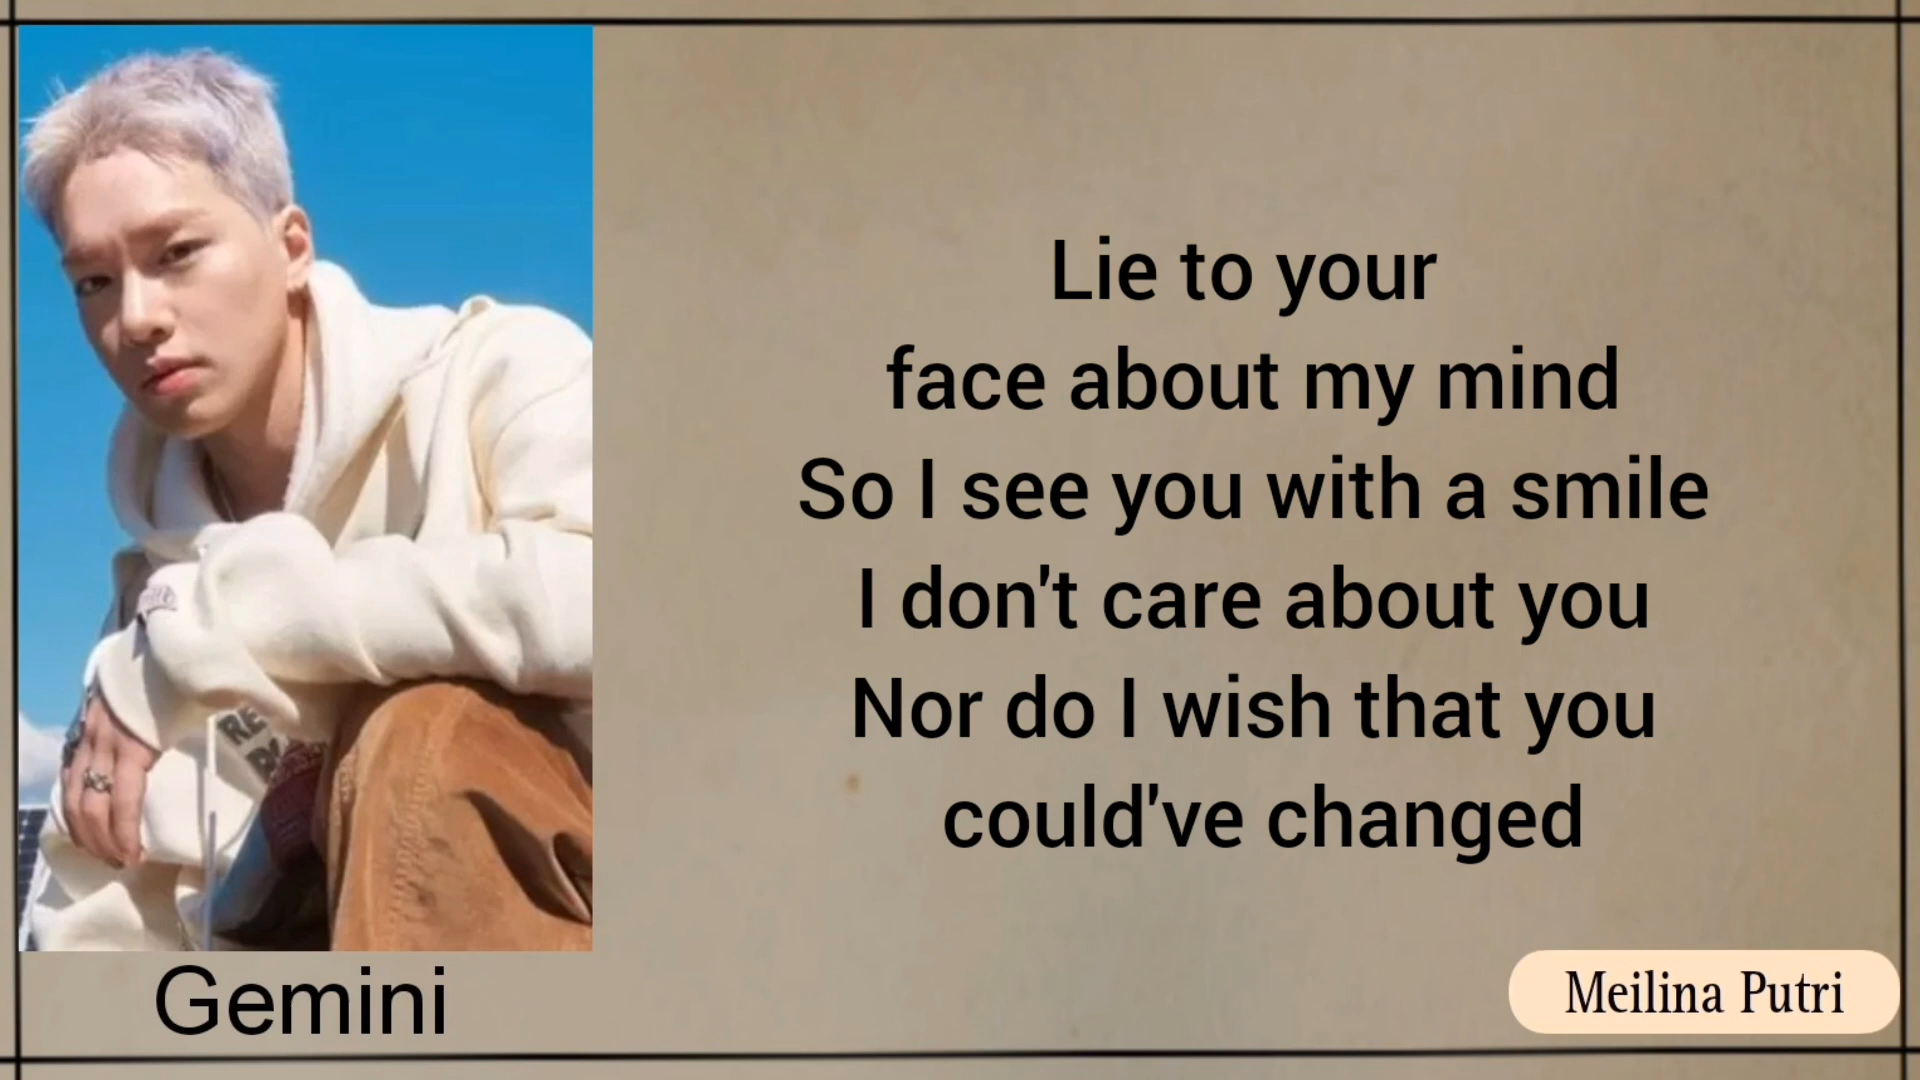 Lie to your
face about my mind
So I see you with a smile
I don't care about you
Nor do I wish that you
could've changed
Gemini
Meilina Putri